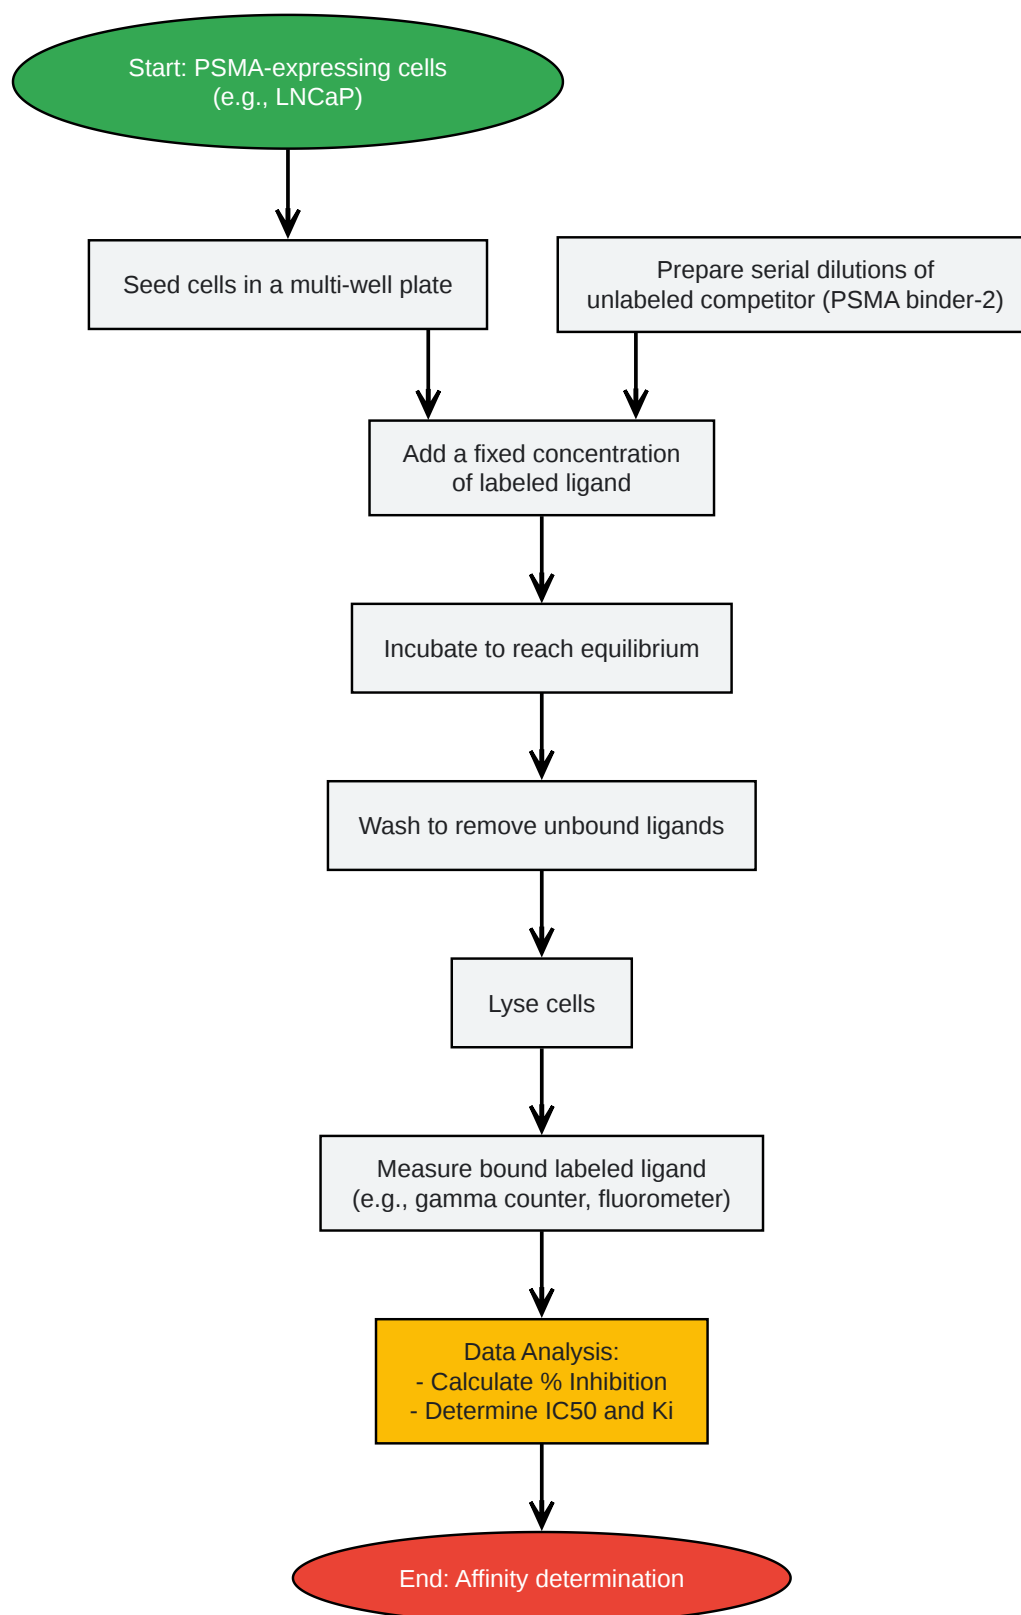 Start: PSMA-expressing cells
(e.g., LNCaP)
Seed cells in a multi-well plate
Prepare serial dilutions of
unlabeled competitor (PSMA binder-2)
Add a fixed concentration
of labeled ligand
Incubate to reach equilibrium
Wash to remove unbound ligands
Lyse cells
Measure bound labeled ligand
(e.g., gamma counter, fluorometer)
Data Analysis:
- Calculate % Inhibition
- Determine IC50 and Ki
End: Affinity determination